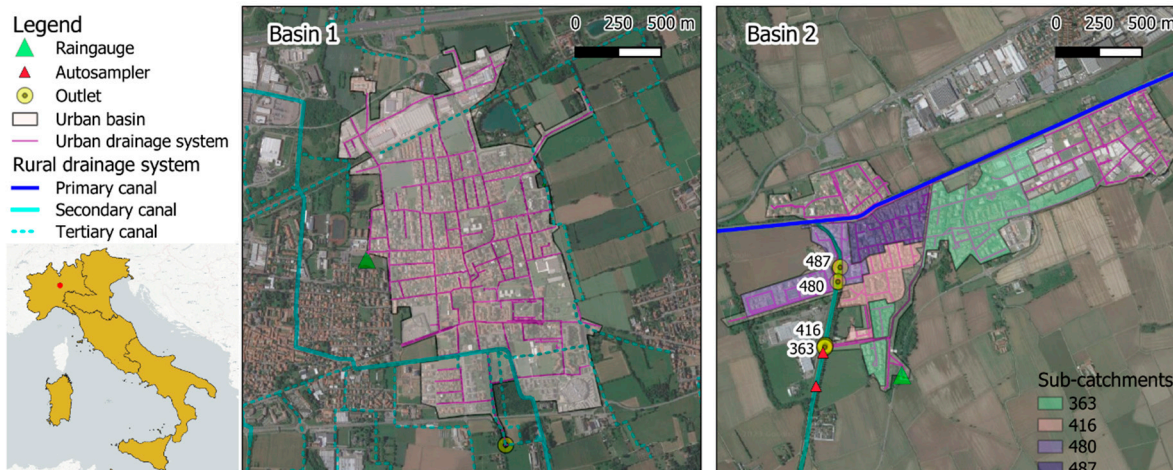 Legend
Raingauge
Autosampler
Outlet
Urban basin
Urban drainage system
Rural drainage system
Primary canal
Secondary canal
Tertiary canal
Basin 1
0 250 500 m
Basin 2
0 250 500 m
487
480
416
363
Sub-catchments
363
416
480
487